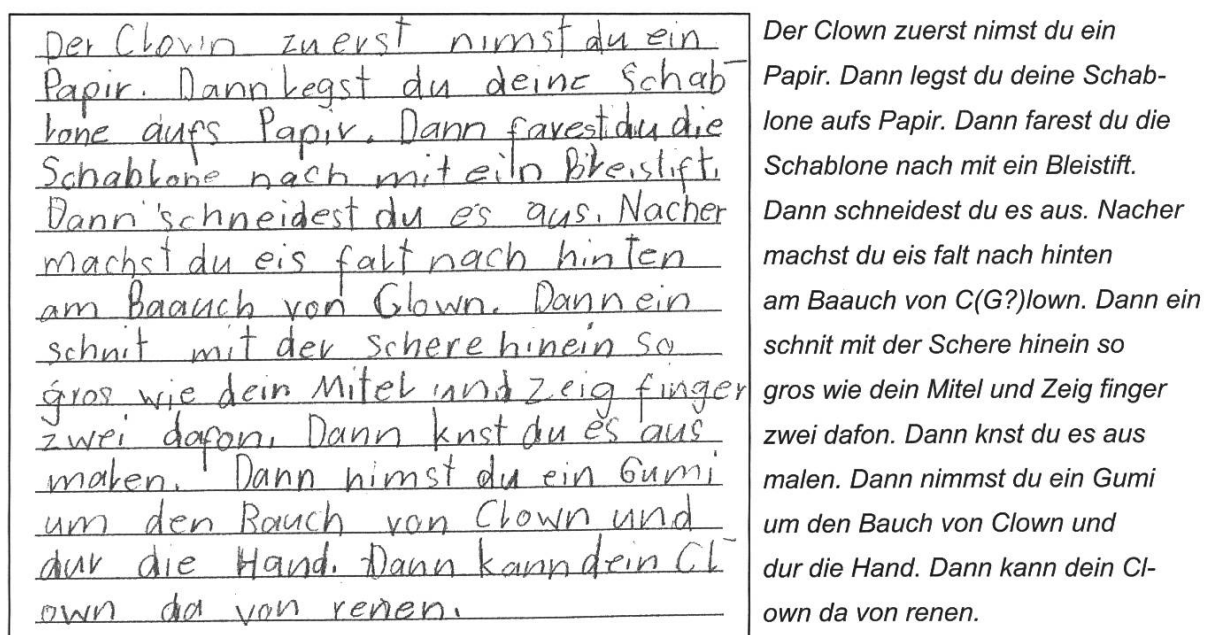 Der Clown zuerst nimst du ein
Papir. Dann legst du deine Schab-
lone aufs Papir. Dann farest du die
Schablone nach mit ein Bleistift.
Dann schneidest du es aus. Nacher
machst du eis falt nach hinten
am Baauch von Clown. Dann ein
schnit mit der Schere hinein so
gros wie dein Mitel und Zeig finger
zwei dafon. Dann knst du es aus
malen. Dann nimst du ein Gumi
um den Bauch von Clown und
dur die Hand. Dann kann dein Cl-
own da von renen.
Der Clown zuerst nimst du ein
Papir. Dann legst du deine Schab-
lone aufs Papir. Dann farest du die
Schablone nach mit ein Bleistift.
Dann schneidest du es aus. Nacher
machst du eis falt nach hinten
am Baauch von C(G?)lown. Dann ein
schnit mit der Schere hinein so
gros wie dein Mitel und Zeig finger
zwei dafon. Dann knst du es aus
malen. Dann nimmst du ein Gumi
um den Bauch von Clown und
dur die Hand. Dann kann dein Cl-
own da von renen.